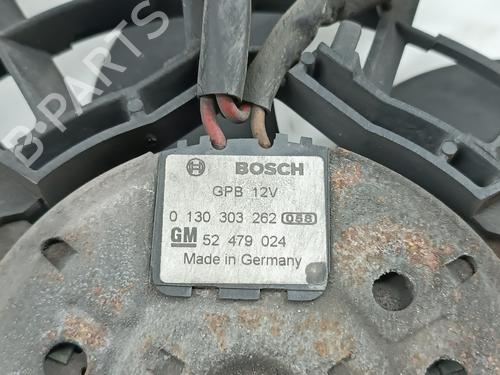 B-PARTS
BOSCH
GPB 12V
0 130 303 262 058
GM 52 479 024
Made in Germany